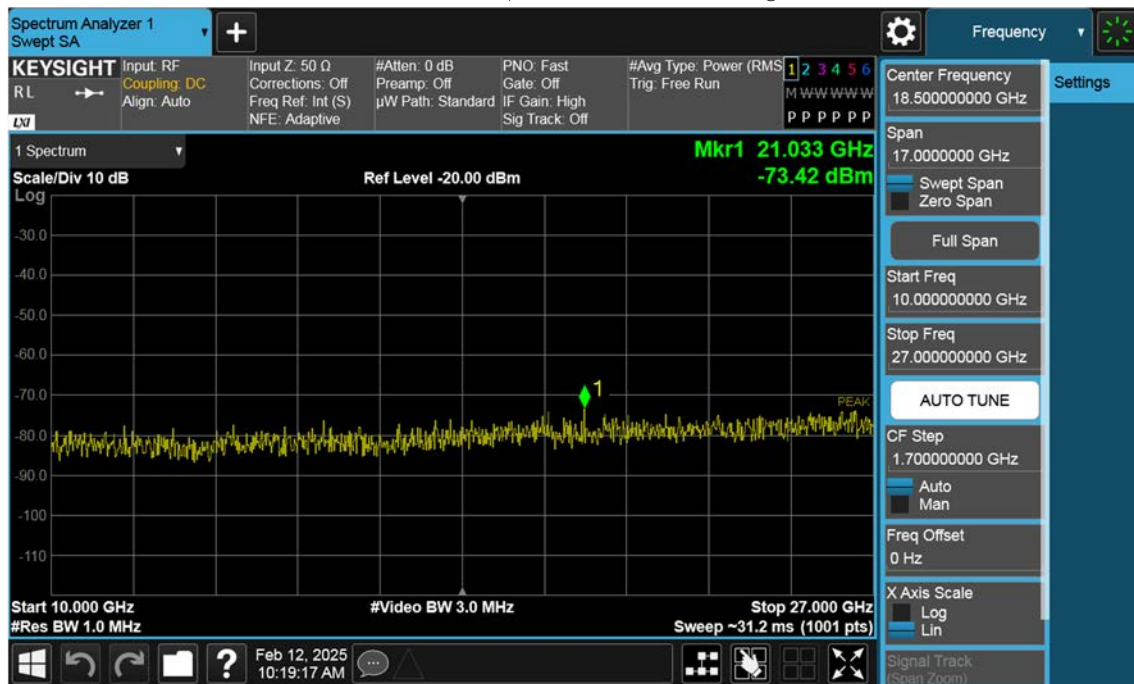 Spectrum Analyzer 1
Swept SA
+
Frequency
KEYSIGHT
RL
LXI
Input: RF
Coupling: DC
Align: Auto
Input Z: 50 Ω
Corrections: Off
Freq Ref: Int (S)
NFE: Adaptive
#Atten: 0 dB
Preamp: Off
µW Path: Standard
PNO: Fast
Gate: Off
IF Gain: High
Sig Track: Off
#Avg Type: Power (RMS
Trig: Free Run
1 2 3 4 5 6
M W W W W W
P P P P P P
1 Spectrum
Scale/Div 10 dB
Ref Level -20.00 dBm
Mkr1 21.033 GHz
-73.42 dBm
Log
-30.0
-40.0
-50.0
-60.0
-70.0
-80.0
-90.0
-100
-110
1
PEAK
Start 10.000 GHz
#Video BW 3.0 MHz
Stop 27.000 GHz
#Res BW 1.0 MHz
Sweep ~31.2 ms (1001 pts)
?
Feb 12, 2025
10:19:17 AM
Center Frequency
18.500000000 GHz
Span
17.0000000 GHz
Swept Span
Zero Span
Full Span
Start Freq
10.000000000 GHz
Stop Freq
27.000000000 GHz
AUTO TUNE
CF Step
1.700000000 GHz
Auto
Man
Freq Offset
0 Hz
X Axis Scale
Log
Lin
Signal Track
(Span Zoom)
Settings